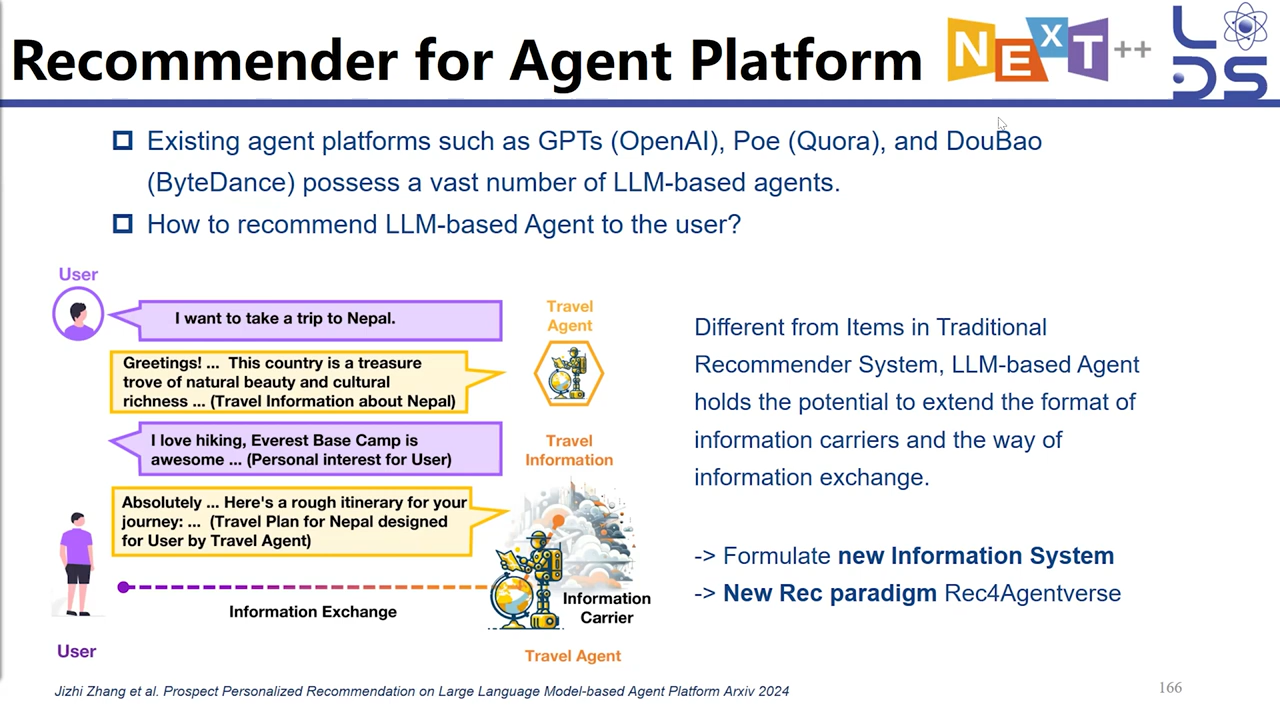 Recommender for Agent Platform
NExT++
LDS
Existing agent platforms such as GPTs (OpenAI), Poe (Quora), and DouBao
(ByteDance) possess a vast number of LLM-based agents.
How to recommend LLM-based Agent to the user?
User
I want to take a trip to Nepal.
Travel
Agent
Greetings! ... This country is a treasure
trove of natural beauty and cultural
richness ... (Travel Information about Nepal)
I love hiking, Everest Base Camp is
awesome ... (Personal interest for User)
Travel
Information
Absolutely ... Here's a rough itinerary for your
journey: ... (Travel Plan for Nepal designed
for User by Travel Agent)
Information Exchange
Information
Carrier
User
Travel Agent
Different from Items in Traditional
Recommender System, LLM-based Agent
holds the potential to extend the format of
information carriers and the way of
information exchange.
-> Formulate new Information System
-> New Rec paradigm Rec4Agentverse
Jizhi Zhang et al. Prospect Personalized Recommendation on Large Language Model-based Agent Platform Arxiv 2024
166